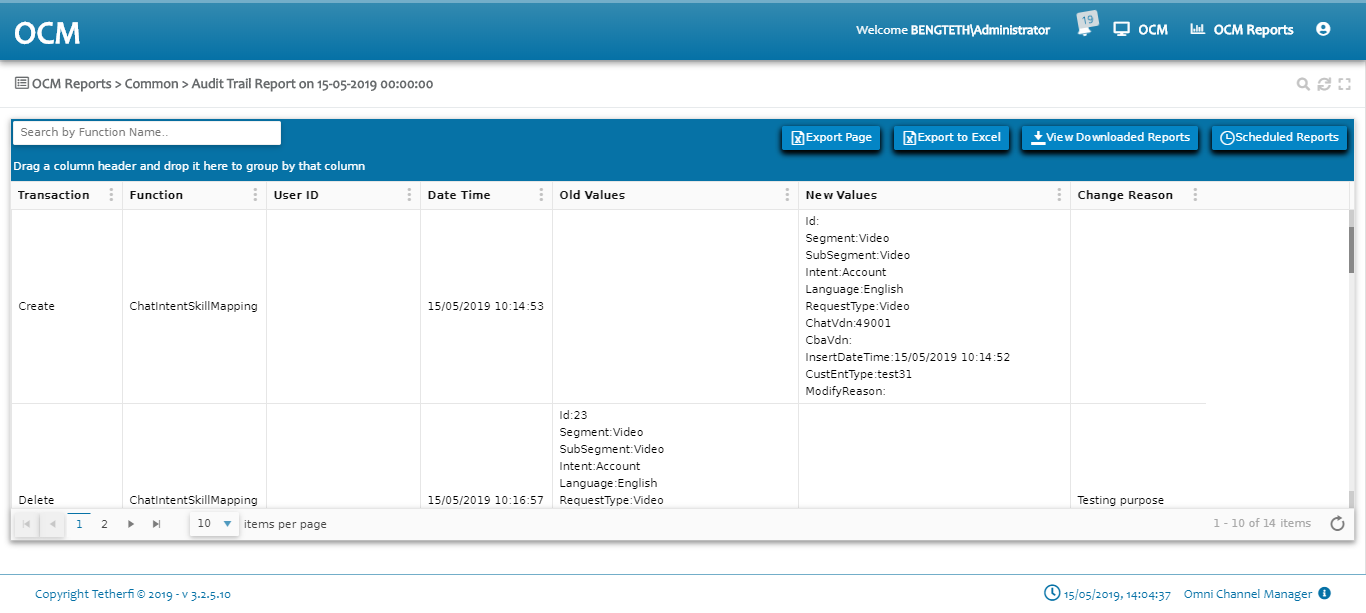 OCM
Welcome BENGTETH\Administrator
19
OCM
OCM Reports
OCM Reports > Common > Audit Trail Report on 15-05-2019 00:00:00
Search by Function Name..
Export Page
Export to Excel
View Downloaded Reports
Scheduled Reports
Drag a column header and drop it here to group by that column
Transaction
Function
User ID
Date Time
Old Values
New Values
Change Reason
Create
ChatIntentSkillMapping
15/05/2019 10:14:53
Id:
Segment:Video
SubSegment:Video
Intent:Account
Language:English
RequestType:Video
ChatVdn:49001
CbaVdn:
InsertDateTime:15/05/2019 10:14:52
CustEntType:test31
ModifyReason:
Delete
ChatIntentSkillMapping
15/05/2019 10:16:57
Id:23
Segment:Video
SubSegment:Video
Intent:Account
Language:English
RequestType:Video
Testing purpose
1
2
10
items per page
1 - 10 of 14 items
Copyright Tetherfi © 2019 - v 3.2.5.10
15/05/2019, 14:04:37
Omni Channel Manager